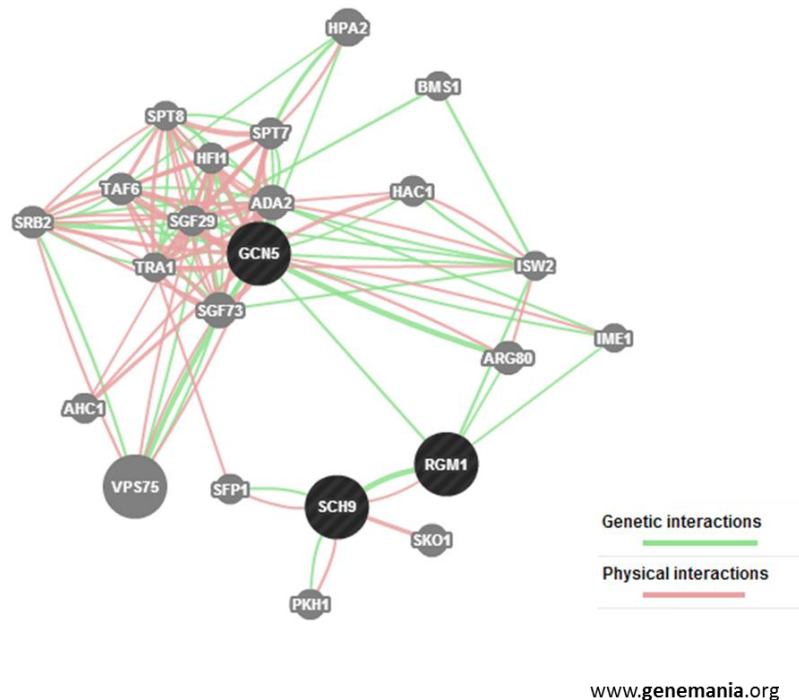 HPA2
BMS1
SPT8
SPT7
HFI1
TAF6
HAC1
ADA2
SRB2
SGF29
GCN5
TRA1
ISW2
SGF73
IME1
ARG80
AHC1
RGM1
VPS75
SFP1
SCH9
SKO1
PKH1
Genetic interactions
Physical interactions
www.genemania.org